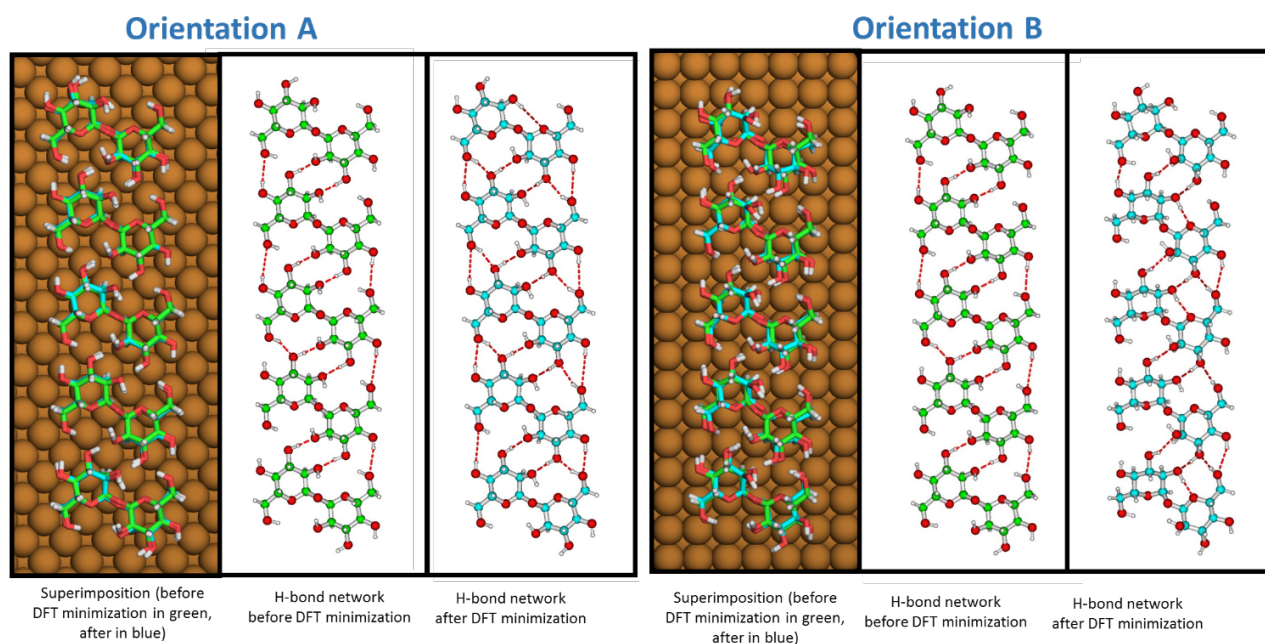 Orientation A
Orientation B
Superimposition (before
DFT minimization in green,
after in blue)
H-bond network
before DFT minimization
H-bond network
after DFT minimization
Superimposition (before
DFT minimization in green,
after in blue)
H-bond network
before DFT minimization
H-bond network
after DFT minimization